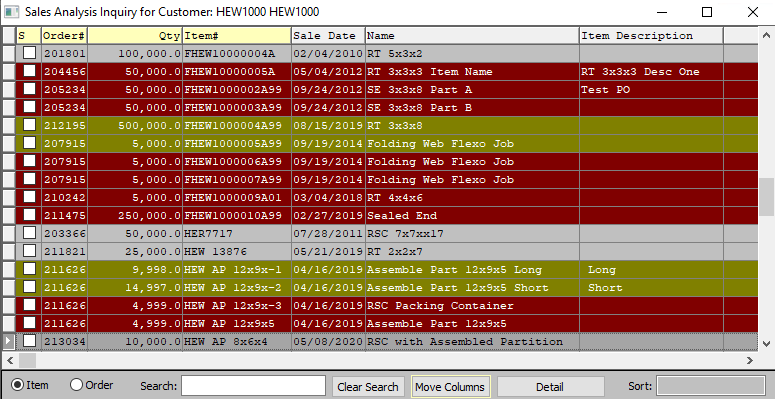 Sales Analysis Inquiry for Customer: HEW1000 HEW1000
S Order# Qty Item# Sale Date Name Item Description
201801 100,000.0 FHEW10000004A 02/04/2010 RT 5x3x2
204456 50,000.0 FHEW10000005A 05/04/2012 RT 3x3x3 Item Name RT 3x3x3 Desc One
205234 50,000.0 FHEW1000002A99 09/24/2012 SE 3x3x8 Part A Test PO
205234 50,000.0 FHEW1000003A99 09/24/2012 SE 3x3x8 Part B
212195 500,000.0 FHEW1000004A99 08/15/2019 RT 3x3x8
207915 5,000.0 FHEW1000005A99 09/19/2014 Folding Web Flexo Job
207915 5,000.0 FHEW1000006A99 09/19/2014 Folding Web Flexo Job
207915 5,000.0 FHEW1000007A99 09/19/2014 Folding Web Flexo Job
210242 5,000.0 FHEW1000009A01 03/04/2018 RT 4x4x6
211475 250,000.0 FHEW1000010A99 02/27/2019 Sealed End
203366 50,000.0 HER7717 07/28/2011 RSC 7x7xx17
211821 25,000.0 HEW 13876 05/21/2019 RT 2x2x7
211626 9,998.0 HEW AP 12x9x-1 04/16/2019 Assemble Part 12x9x5 Long Long
211626 14,997.0 HEW AP 12x9x-2 04/16/2019 Assemble Part 12x9x5 Short Short
211626 4,999.0 HEW AP 12x9x-3 04/16/2019 RSC Packing Container
211626 4,999.0 HEW AP 12x9x5 04/16/2019 Assemble Part 12x9x5
213034 10,000.0 HEW AP 8x6x4 05/08/2020 RSC with Assembled Partition
Item Order Search: Clear Search Move Columns Detail Sort: